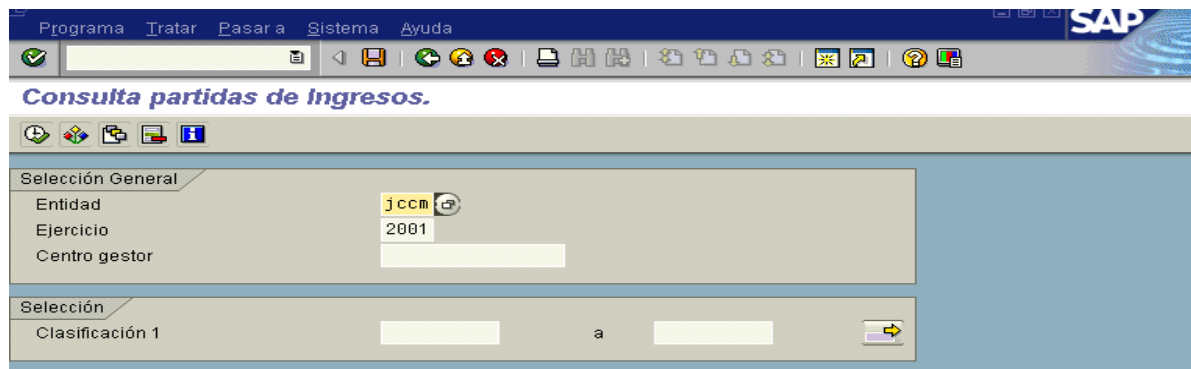 Programa Tratar Pasar a Sistema Ayuda
SAP
Consulta partidas de Ingresos.
Selección General
Entidad jccm
Ejercicio 2001
Centro gestor
Selección
Clasificación 1 a